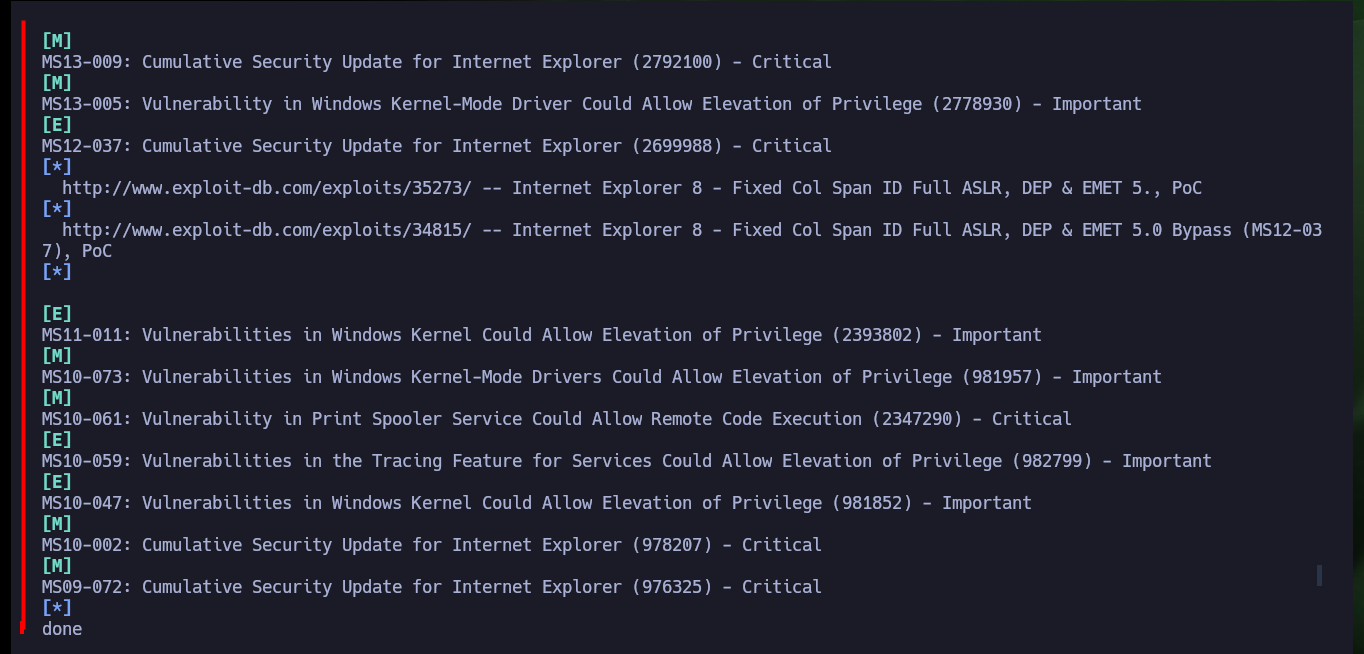 [M]
MS13-009: Cumulative Security Update for Internet Explorer (2792100) - Critical
[M]
MS13-005: Vulnerability in Windows Kernel-Mode Driver Could Allow Elevation of Privilege (2778930) - Important
[E]
MS12-037: Cumulative Security Update for Internet Explorer (2699988) - Critical
[*]
http://www.exploit-db.com/exploits/35273/ -- Internet Explorer 8 - Fixed Col Span ID Full ASLR, DEP & EMET 5., PoC
[*]
http://www.exploit-db.com/exploits/34815/ -- Internet Explorer 8 - Fixed Col Span ID Full ASLR, DEP & EMET 5.0 Bypass (MS12-03
7), PoC
[*]
[E]
MS11-011: Vulnerabilities in Windows Kernel Could Allow Elevation of Privilege (2393802) - Important
[M]
MS10-073: Vulnerabilities in Windows Kernel-Mode Drivers Could Allow Elevation of Privilege (981957) - Important
[M]
MS10-061: Vulnerability in Print Spooler Service Could Allow Remote Code Execution (2347290) - Critical
[E]
MS10-059: Vulnerabilities in the Tracing Feature for Services Could Allow Elevation of Privilege (982799) - Important
[E]
MS10-047: Vulnerabilities in Windows Kernel Could Allow Elevation of Privilege (981852) - Important
[M]
MS10-002: Cumulative Security Update for Internet Explorer (978207) - Critical
[M]
MS09-072: Cumulative Security Update for Internet Explorer (976325) - Critical
[*]
done